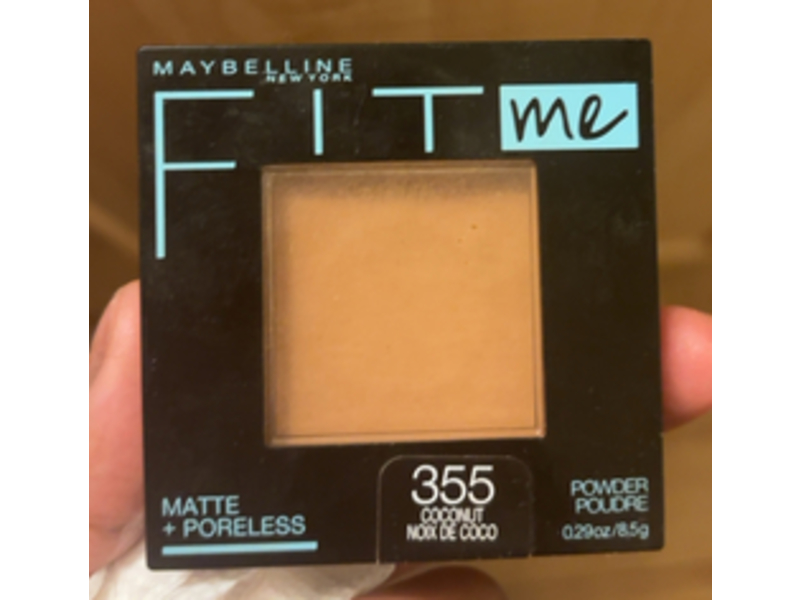 MAYBELLINE
NEW YORK
FIT me
MATTE
+ PORELESS
355
COCONUT
NOIX DE COCO
POWDER
POUDRE
0.29oz/8.5g